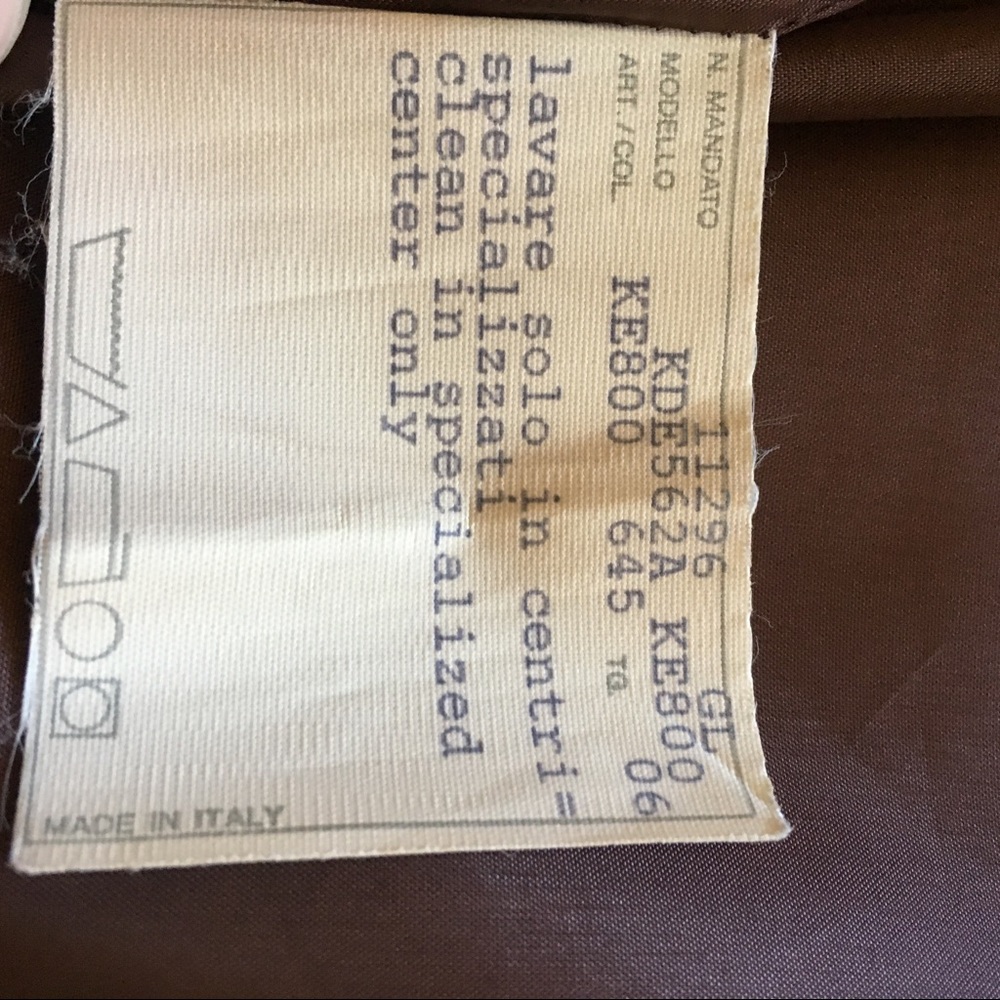 N. MANDATO 11296 GL
MODELLO KDE562A KE800
ART./COL KE800 645 TG. 06
lavare solo in centri=
specializzati
clean in specialized
center only
MADE IN ITALY